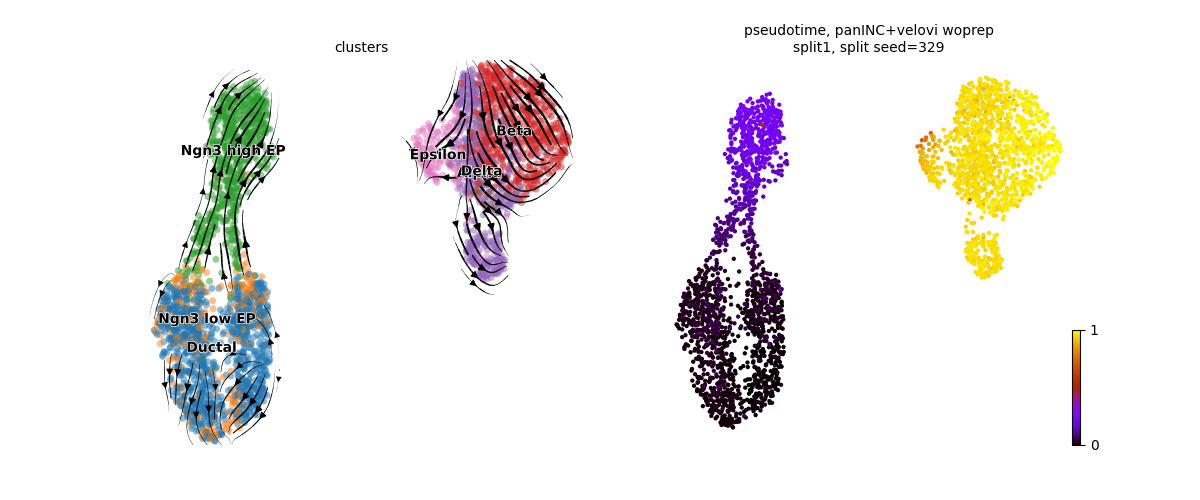 clusters
Ngn3 high EP
Beta
Epsilon
Delta
Ngn3 low EP
Ductal
pseudotime, panINC+velovi woprep
split1, split seed=329
1
0